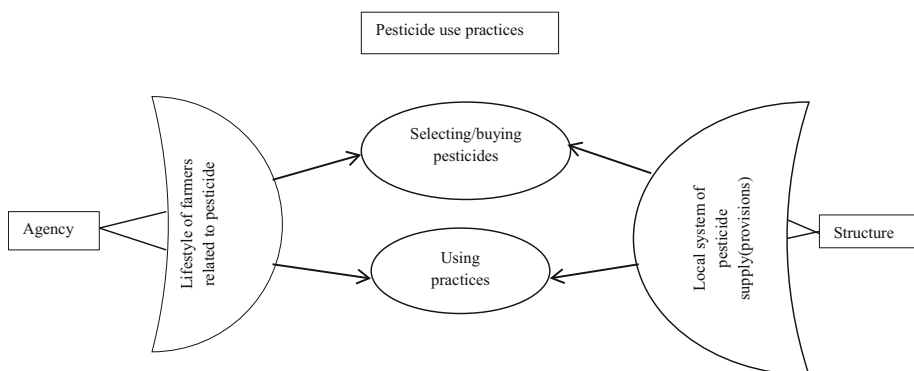 Pesticide use practices
Selecting/buying
pesticides
Lifestyle of farmers
related to pesticide
Agency
Using
practices
Local system of
pesticide
supply(provisions)
Structure